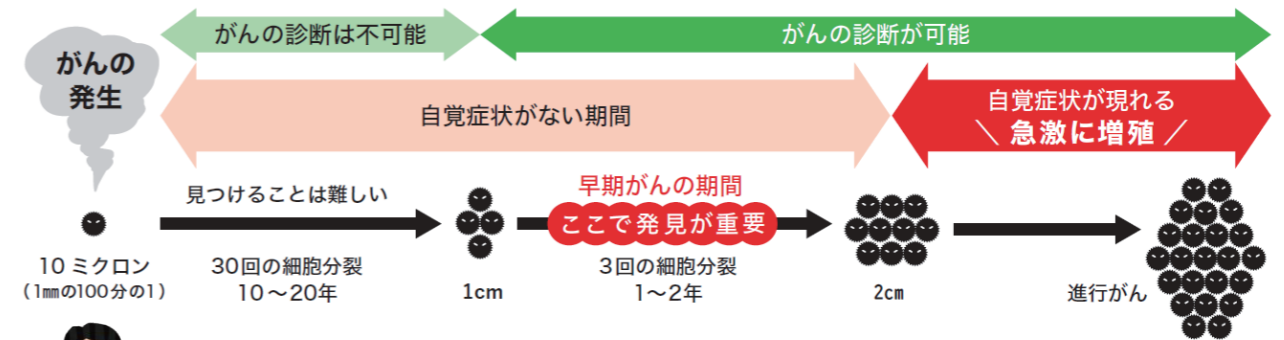 がんの
発生
がんの診断は不可能
がんの診断が可能
自覚症状がない期間
自覚症状が現れる
＼ 急激に増殖 ／
見つけることは難しい
早期がんの期間
ここで発見が重要
10 ミクロン
（1㎜の100分の1）
30回の細胞分裂
10〜20年
1cm
3回の細胞分裂
1〜2年
2cm
進行がん